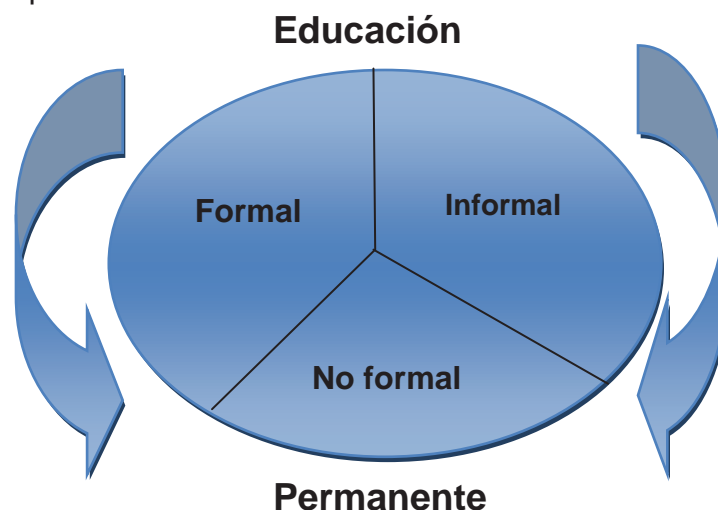 Educación
Formal
Informal
No formal
Permanente